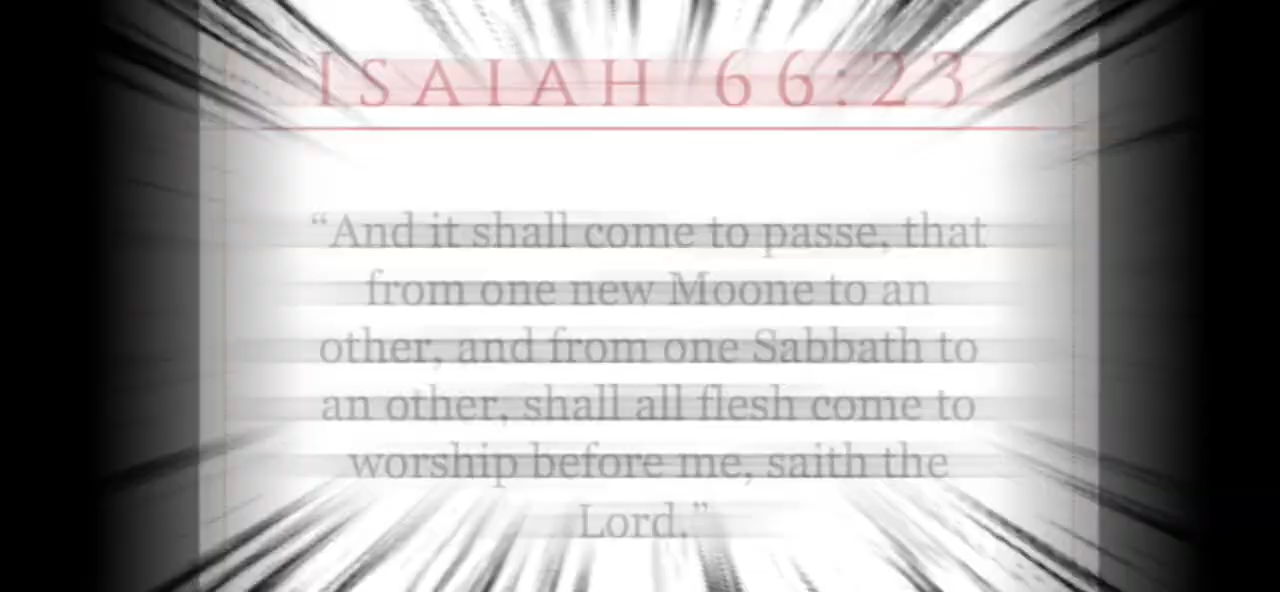 ISAIAH 66:23
“And it shall come to passe, that
from one new Moone to an
other, and from one Sabbath to
an other, shall all flesh come to
worship before me, saith the
Lord.”